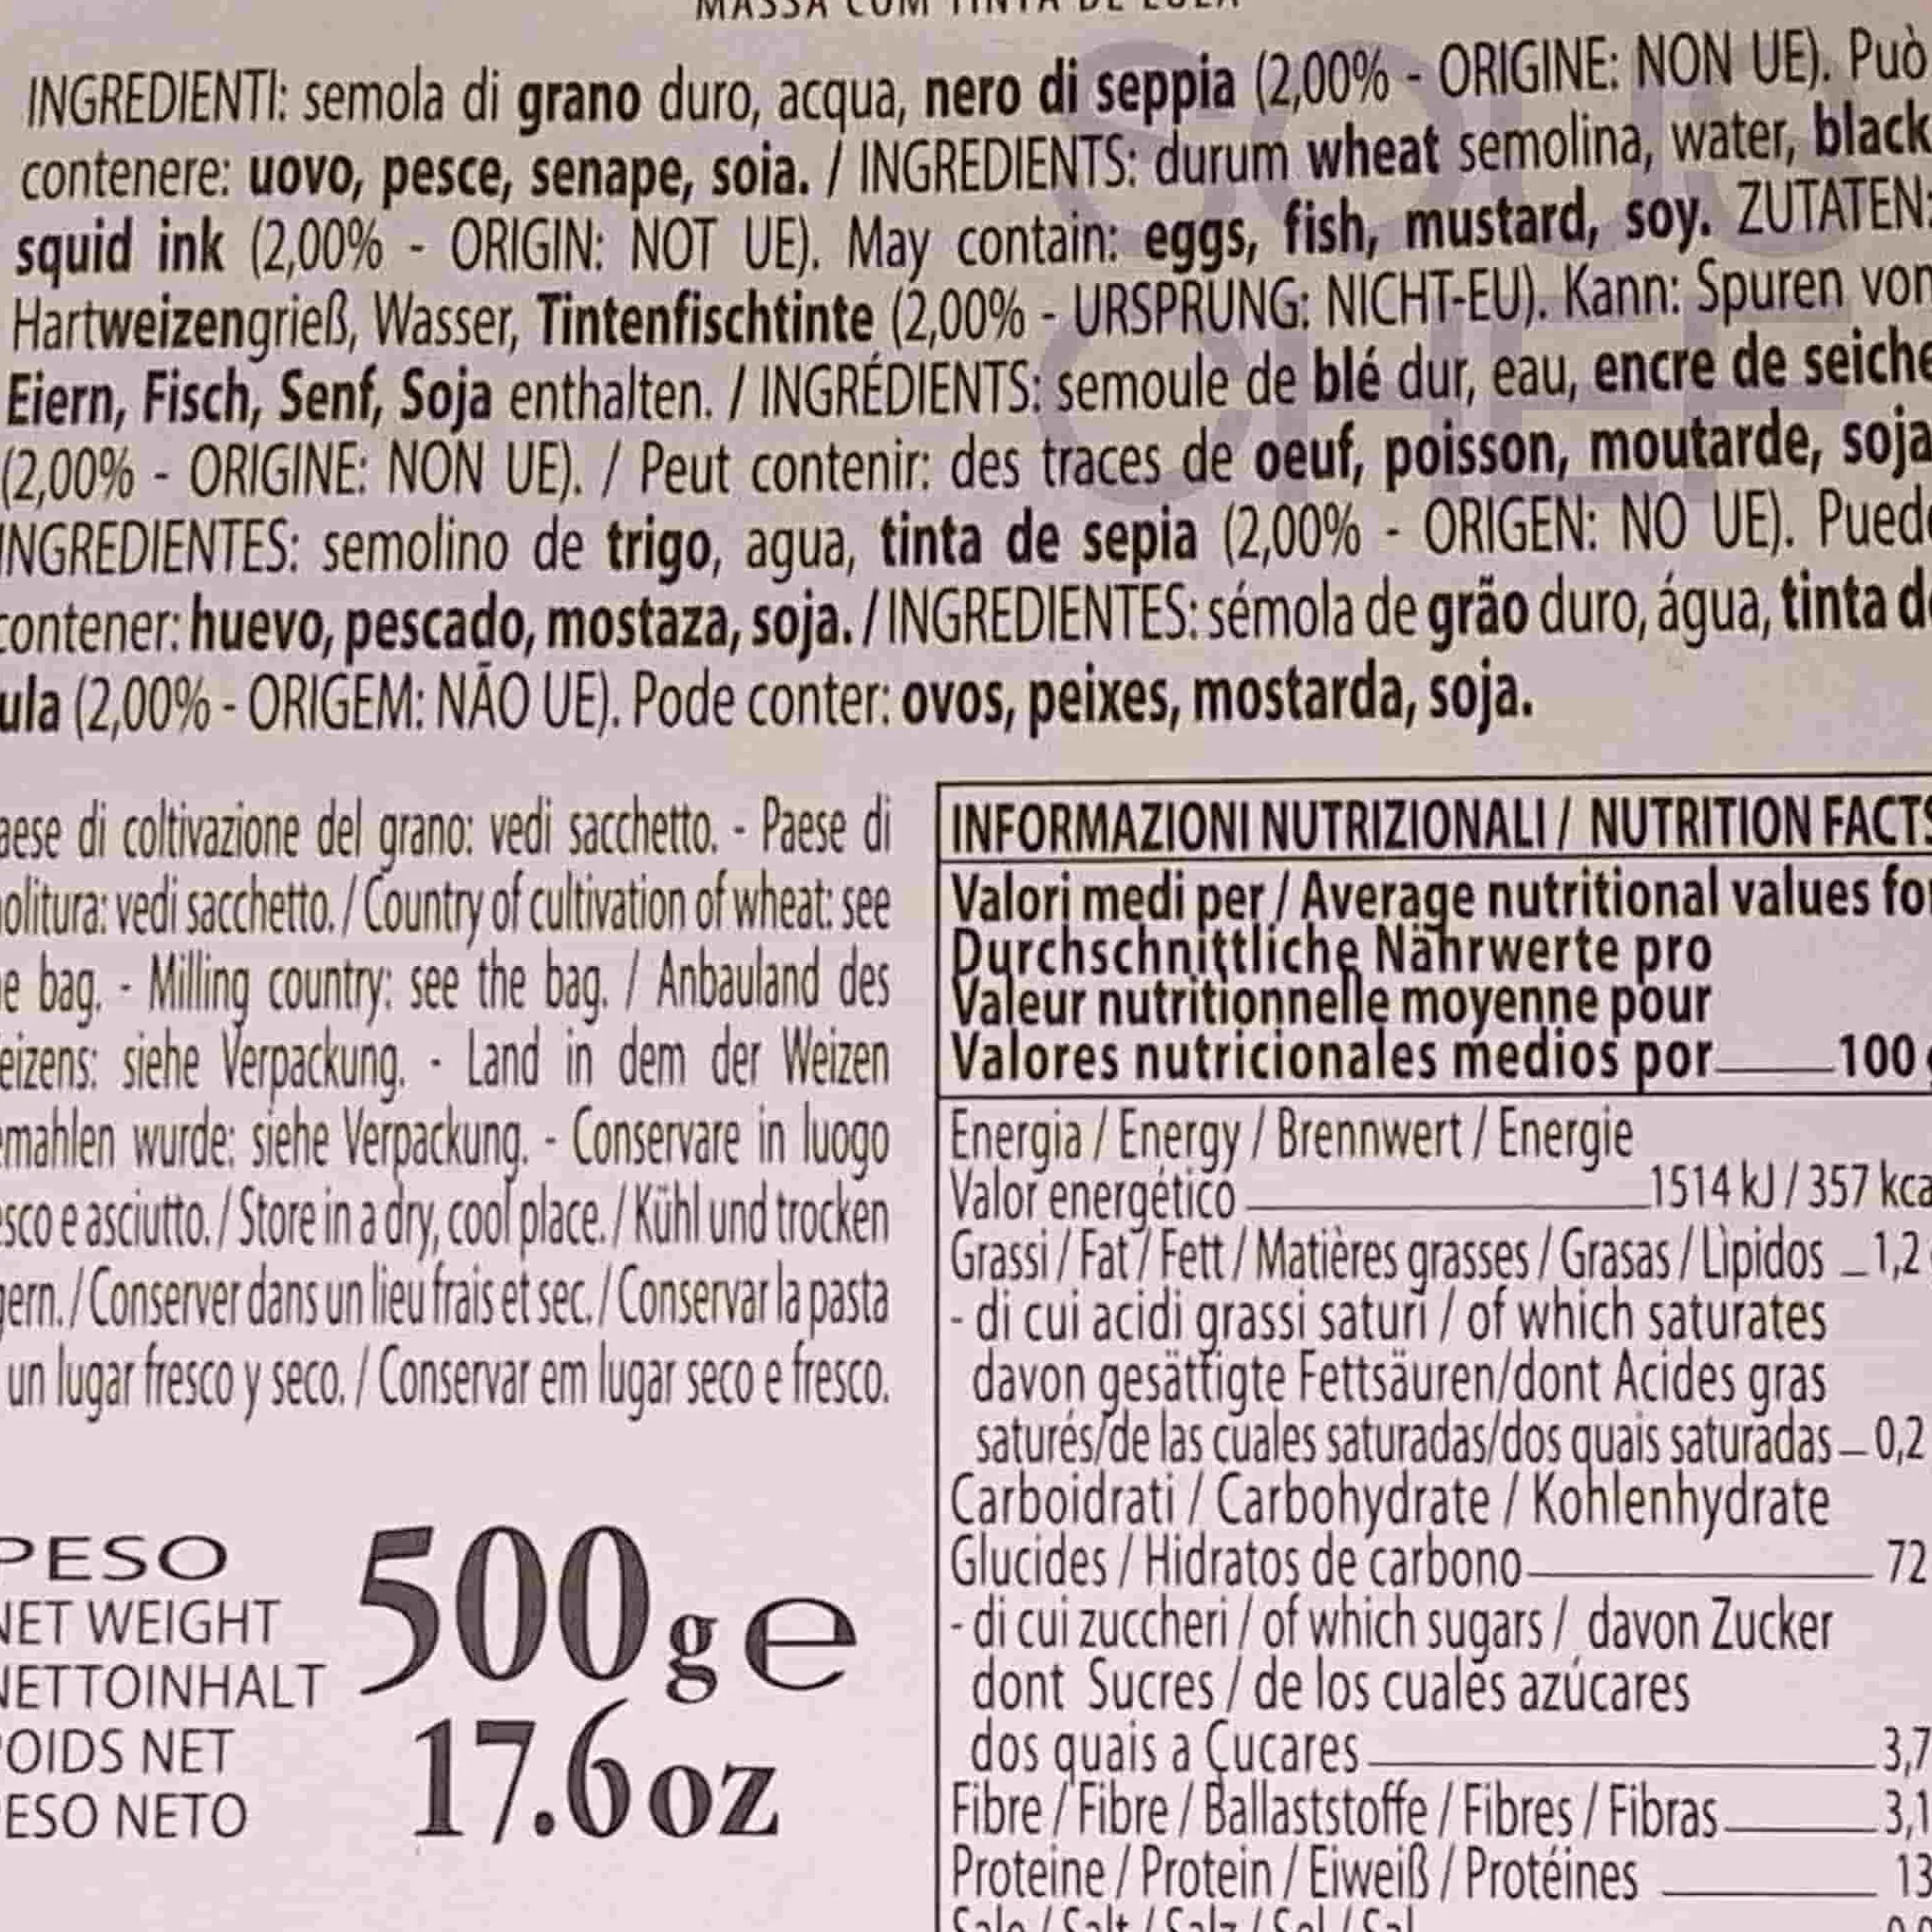 MASSA COM TINTA DE LULA
INGREDIENTI: semola di grano duro, acqua, nero di seppia (2,00% - ORIGINE: NON UE). Può
contenere: uovo, pesce, senape, soia. / INGREDIENTS: durum wheat semolina, water, black
squid ink (2,00% - ORIGIN: NOT UE). May contain: eggs, fish, mustard, soy. ZUTATEN:
Hartweizengrieß, Wasser, Tintenfischtinte (2,00% - URSPRUNG: NICHT-EU). Kann: Spuren von
Eiern, Fisch, Senf, Soja enthalten. / INGRÉDIENTS: semoule de blé dur, eau, encre de seiche
(2,00% - ORIGINE: NON UE). / Peut contenir: des traces de oeuf, poisson, moutarde, soja
INGREDIENTES: semolino de trigo, agua, tinta de sepia (2,00% - ORIGEN: NO UE). Pued
contener: huevo, pescado, mostaza, soja. / INGREDIENTES: sémola de grão duro, água, tinta d
ula (2,00% - ORIGEM: NÃO UE). Pode conter: ovos, peixes, mostarda, soja.
aese di coltivazione del grano: vedi sacchetto. - Paese di
olitura: vedi sacchetto. / Country of cultivation of wheat: see
e bag. - Milling country: see the bag. / Anbauland des
eizens: siehe Verpackung. - Land in dem der Weizen
emahlen wurde: siehe Verpackung. - Conservare in luogo
esco e asciutto. / Store in a dry, cool place. / Kühl und trocken
gern. / Conserver dans un lieu frais et sec. / Conservar la pasta
un lugar fresco y seco. / Conservar em lugar seco e fresco.
PESO
NET WEIGHT
NETTOINHALT
POIDS NET
PESO NETO
500g e
17.6oz
INFORMAZIONI NUTRIZIONALI / NUTRITION FACTS
Valori medi per / Average nutritional values for
Durchschnittliche Nährwerte pro
Valeur nutritionnelle moyenne pour
Valores nutricionales medios por 100 g
Energia / Energy / Brennwert / Energie
Valor energético 1514 kJ / 357 kca
Grassi / Fat / Fett / Matières grasses / Grasas / Lìpidos 1,2
- di cui acidi grassi saturi / of which saturates
davon gesättigte Fettsäuren/dont Acides gras
saturés/de las cuales saturadas/dos quais saturadas 0,2
Carboidrati / Carbohydrate / Kohlenhydrate
Glucides / Hidratos de carbono 72
- di cui zuccheri / of which sugars / davon Zucker
dont Sucres / de los cuales azúcares
dos quais a Çucares 3,7
Fibre / Fibre / Ballaststoffe / Fibres / Fibras 3,1
Proteine / Protein / Eiweiß / Protéines 13
Sale / Salt / Salz / Sel / Sal